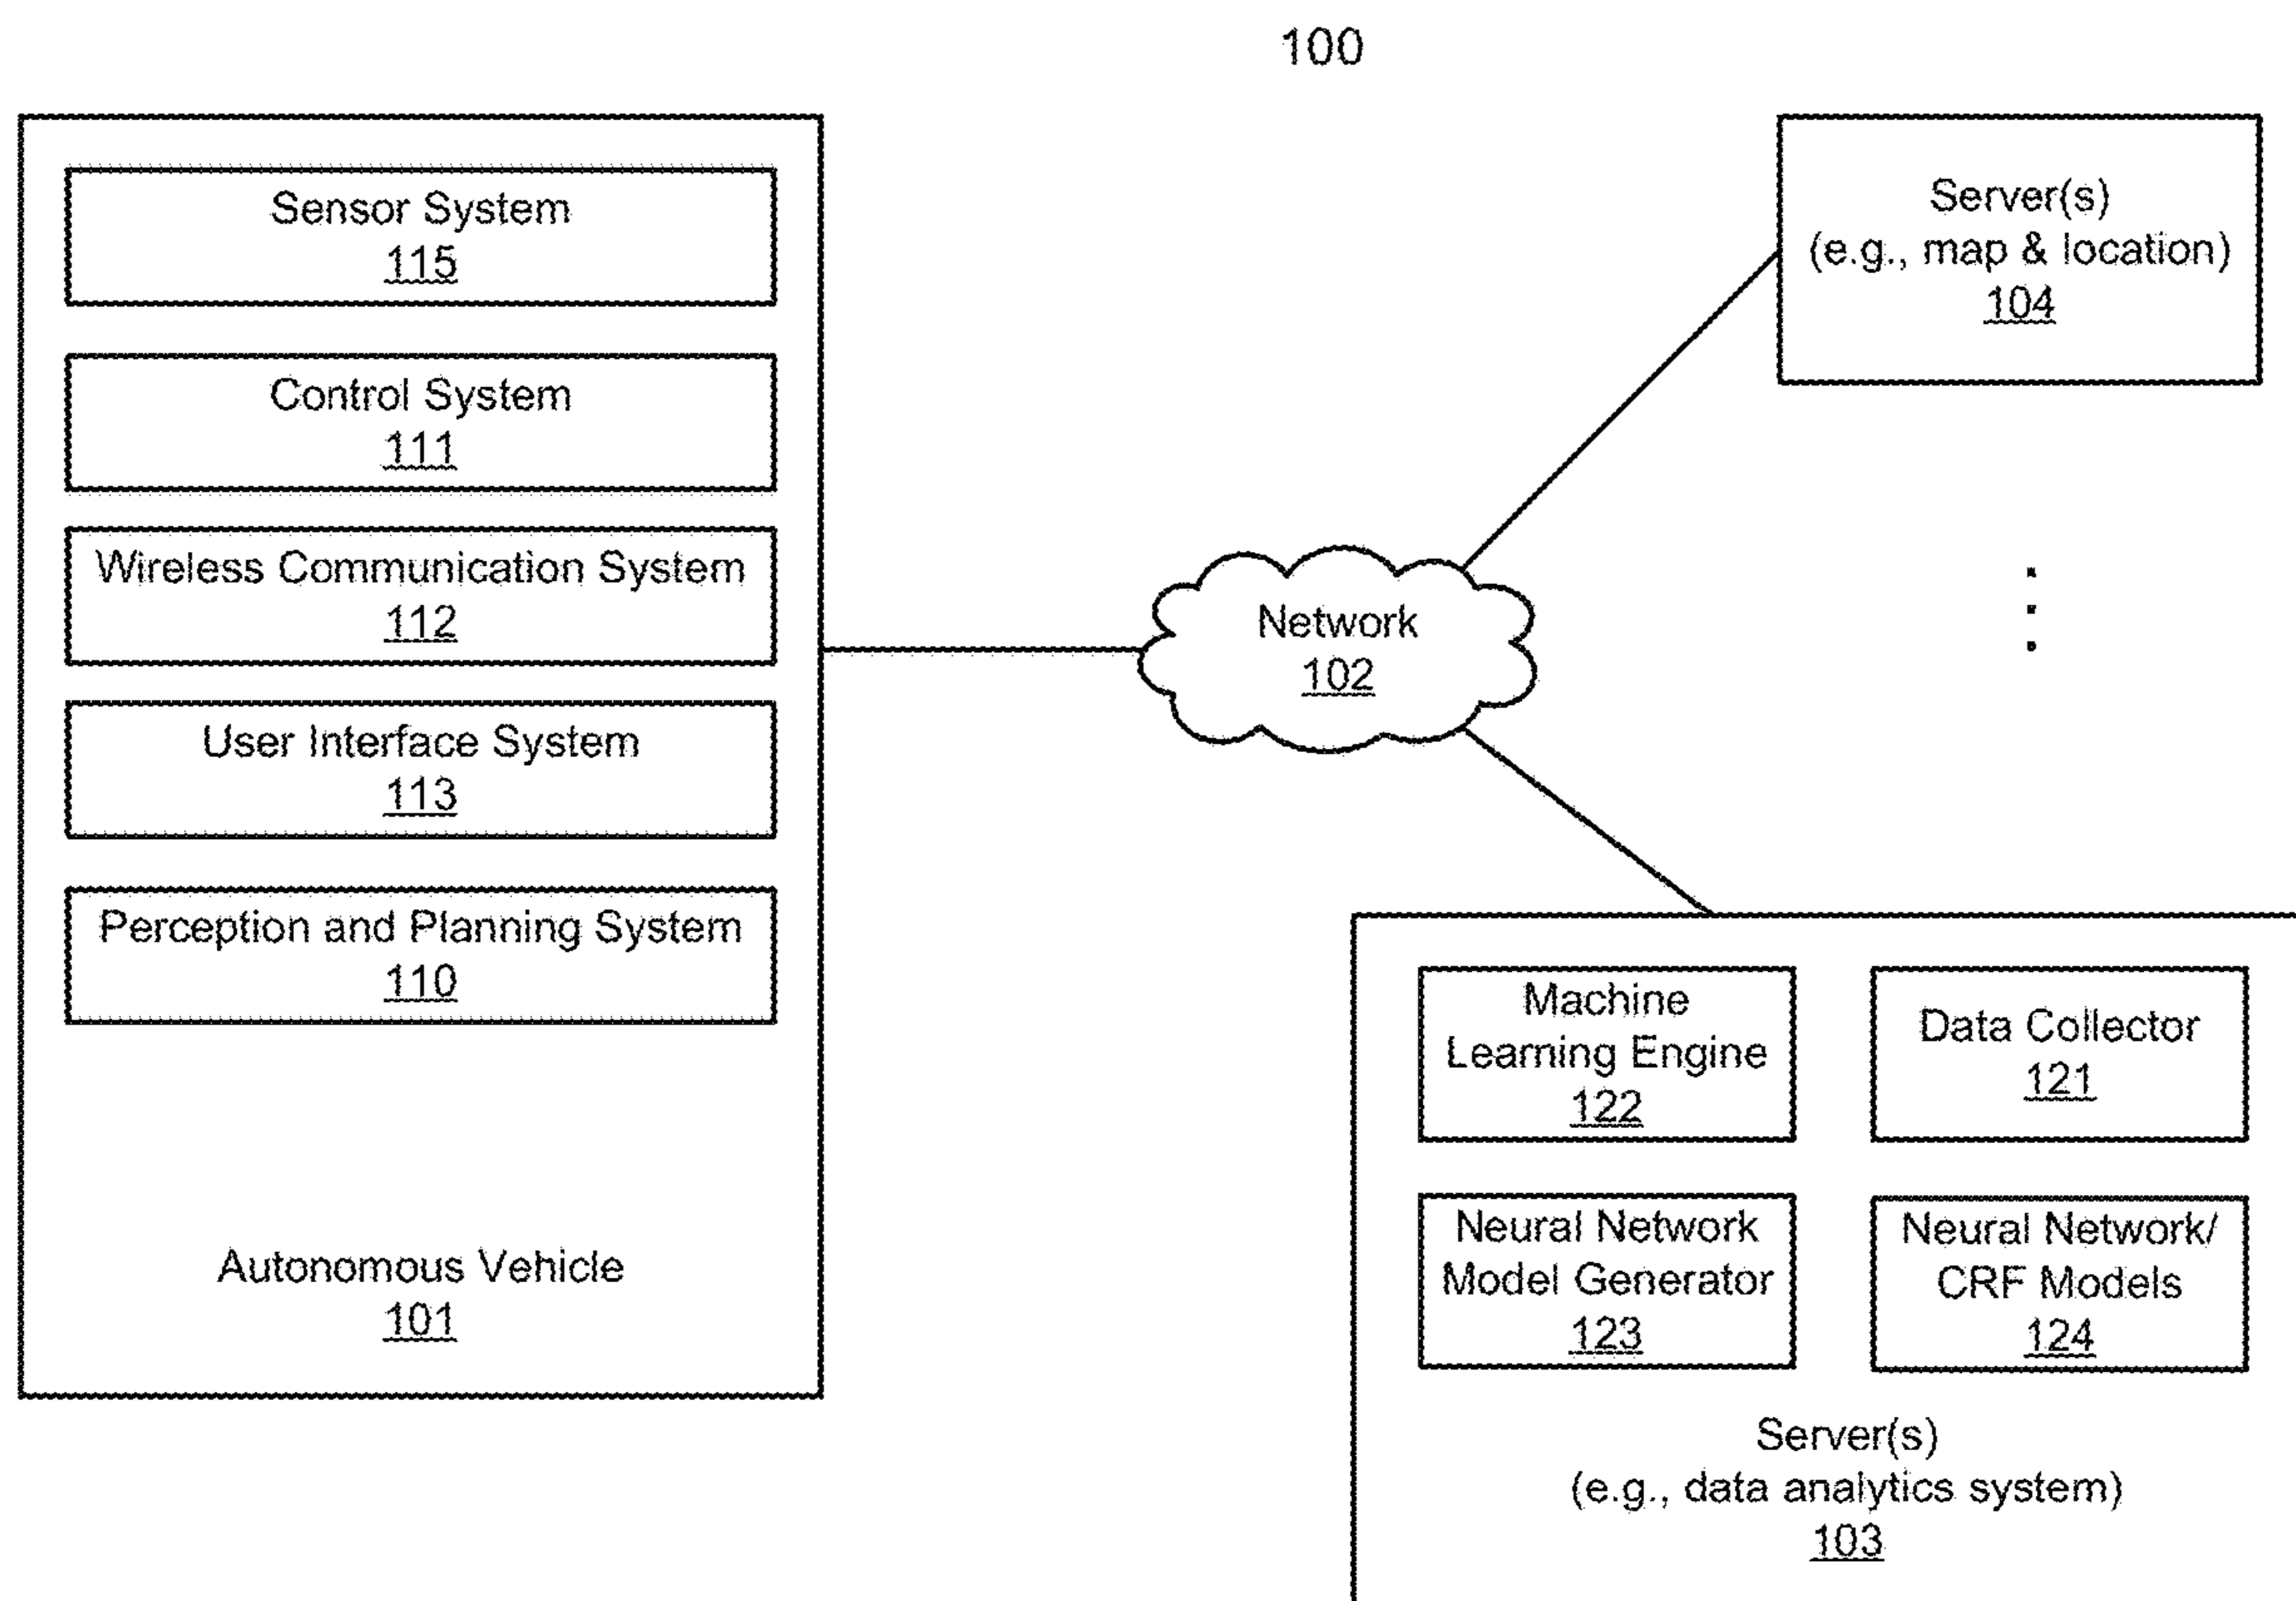 100
Sensor System
115
Control System
111
Wireless Communication System
112
User Interface System
113
Perception and Planning System
110
Autonomous Vehicle
101
Network
102
Server(s)
(e.g., map & location)
104
Machine
Learning Engine
122
Data Collector
121
Neural Network
Model Generator
123
Neural Network/
CRF Models
124
Server(s)
(e.g., data analytics system)
103